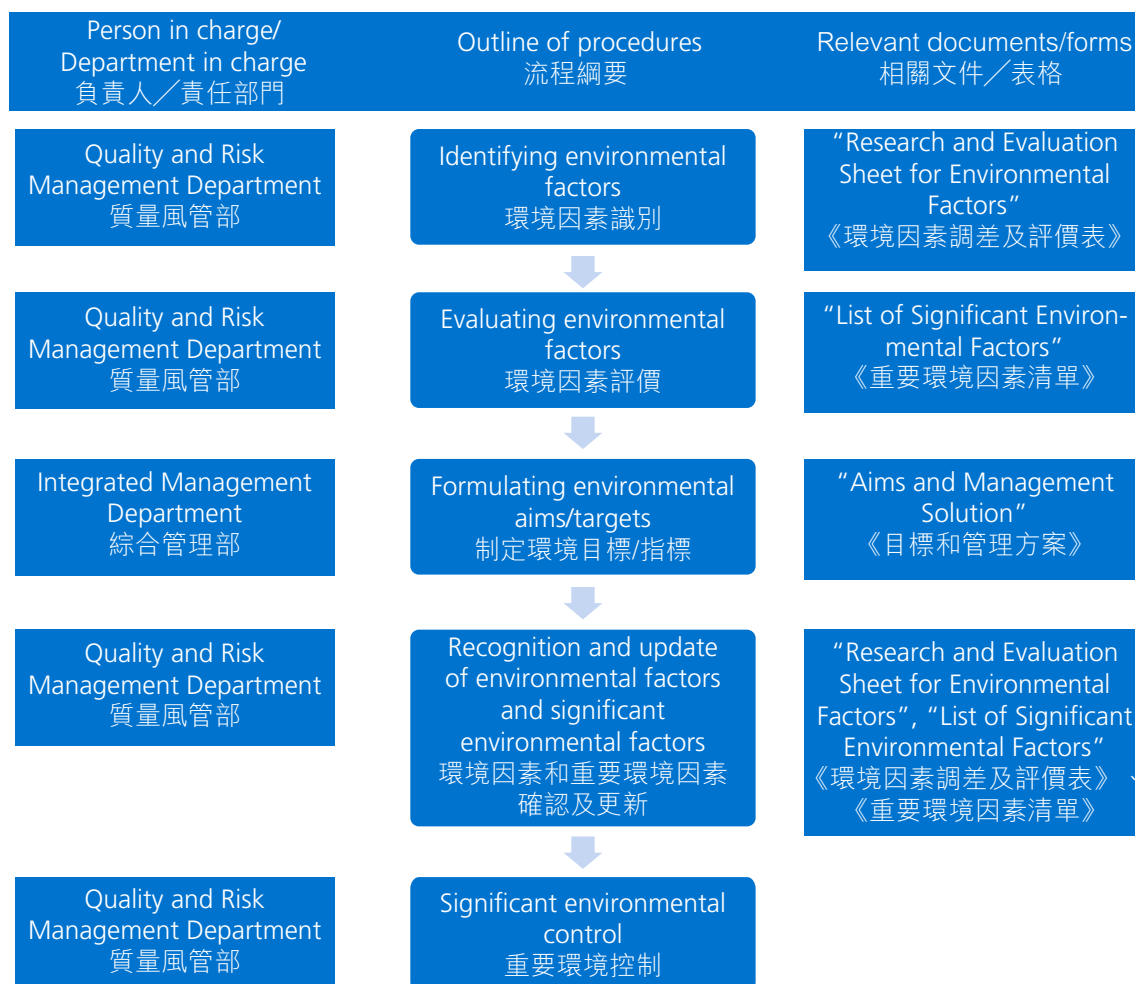 Person in charge/
Department in charge
負責人／責任部門
Outline of procedures
流程綱要
Relevant documents/forms
相關文件／表格
Quality and Risk
Management Department
質量風管部
Identifying environmental
factors
環境因素識別
“Research and Evaluation
Sheet for Environmental
Factors”
《環境因素調差及評價表》
Quality and Risk
Management Department
質量風管部
Evaluating environmental
factors
環境因素評價
“List of Significant Environ-
mental Factors”
《重要環境因素清單》
Integrated Management
Department
綜合管理部
Formulating environmental
aims/targets
制定環境目標/指標
“Aims and Management
Solution”
《目標和管理方案》
Quality and Risk
Management Department
質量風管部
Recognition and update
of environmental factors
and significant
environmental factors
環境因素和重要環境因素
確認及更新
“Research and Evaluation
Sheet for Environmental
Factors”, “List of Significant
Environmental Factors”
《環境因素調差及評價表》、
《重要環境因素清單》
Quality and Risk
Management Department
質量風管部
Significant environmental
control
重要環境控制